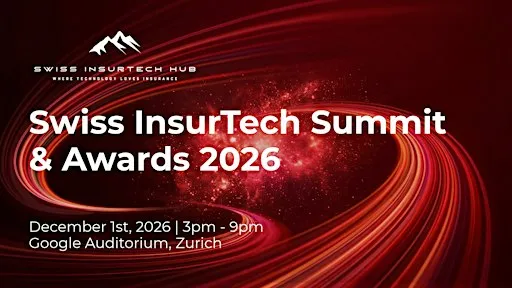 SWISS INSURTECH HUB
WHERE TECHNOLOGY LOVES INSURANCE
Swiss InsurTech Summit
& Awards 2026
December 1st, 2026 | 3pm - 9pm
Google Auditorium, Zurich